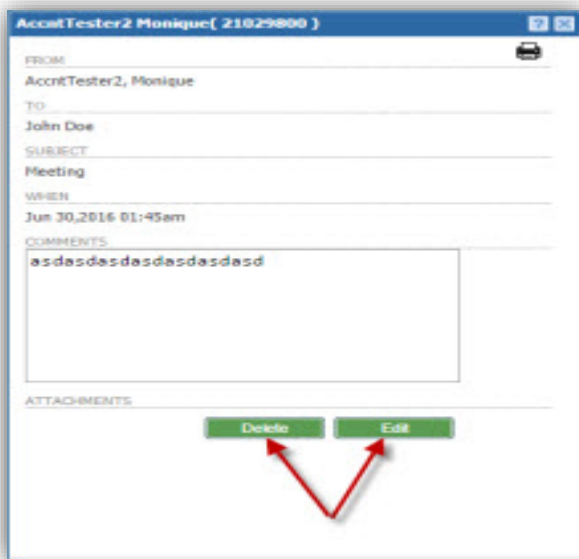 AccntTester2 Monique( 21029800 )
FROM
AccntTester2, Monique
TO
John Doe
SUBJECT
Meeting
WHEN
Jun 30,2016 01:45am
COMMENTS
asdasdasdasdasdasdasd
ATTACHMENTS
Delete Edit